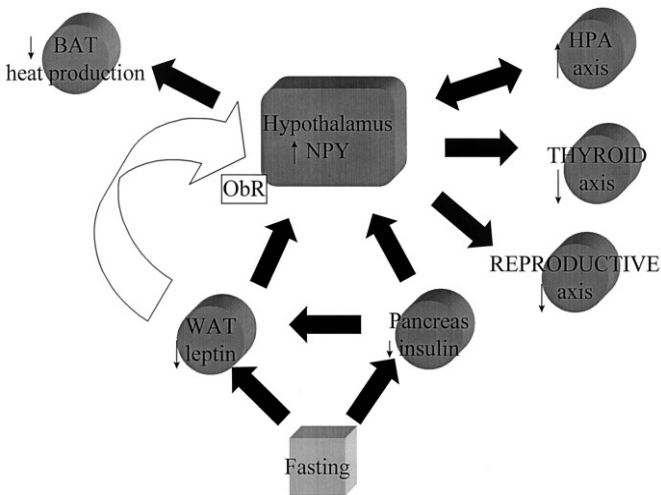 ↓ BAT
heat production
HPA
↑ axis
Hypothalamus
↑ NPY
ObR
THYROID
↓ axis
REPRODUCTIVE
↓ axis
WAT
↓ leptin
Pancreas
↓ insulin
Fasting